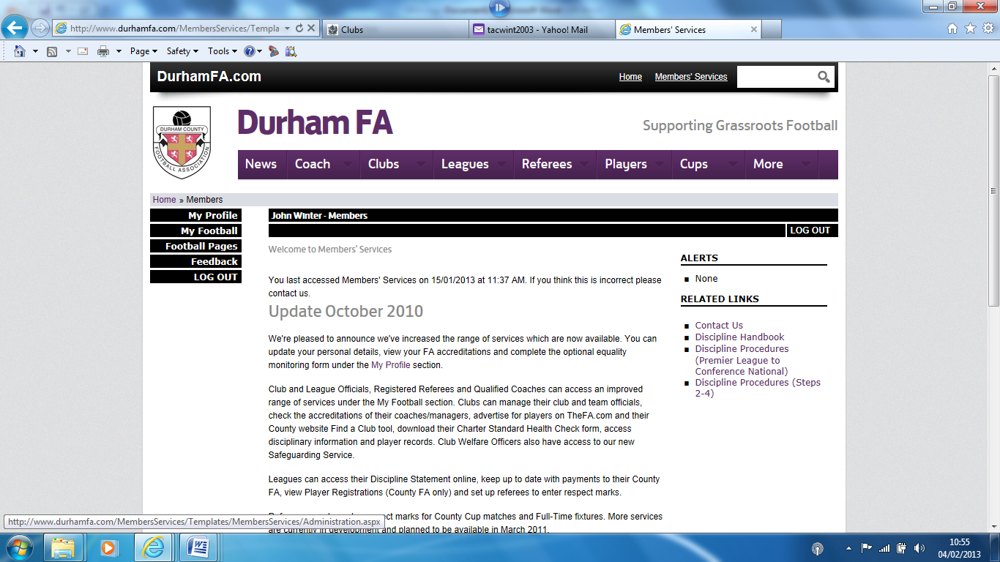 http://www.durhamfa.com/MembersServices/Templa
Clubs
tacwint2003 - Yahoo! Mail
Members' Services
Page
Safety
Tools
DurhamFA.com
Home
Members' Services
DURHAM COUNTY
FOOTBALL ASSOCIATION
Durham FA
Supporting Grassroots Football
News
Coach
Clubs
Leagues
Referees
Players
Cups
More
Home » Members
My Profile
My Football
Football Pages
Feedback
LOG OUT
John Winter - Members
LOG OUT
Welcome to Members' Services
You last accessed Members' Services on 15/01/2013 at 11:37 AM. If you think this is incorrect please
contact us.
Update October 2010
We're pleased to announce we've increased the range of services which are now available. You can
update your personal details, view your FA accreditations and complete the optional equality
monitoring form under the My Profile section.
Club and League Officials, Registered Referees and Qualified Coaches can access an improved
range of services under the My Football section. Clubs can manage their club and team officials,
check the accreditations of their coaches/managers, advertise for players on TheFA.com and their
County website Find a Club tool, download their Charter Standard Health Check form, access
disciplinary information and player records. Club Welfare Officers also have access to our new
Safeguarding Service.
Leagues can access their Discipline Statement online, keep up to date with payments to their County
FA, view Player Registrations (County FA only) and set up referees to enter respect marks.
marks for County Cup matches and Full-Time fixtures. More services
are currently in development and planned to be available in March 2011.
ALERTS
None
RELATED LINKS
Contact Us
Discipline Handbook
Discipline Procedures
(Premier League to
Conference National)
Discipline Procedures (Steps
2-4)
http://www.durhamfa.com/MembersServices/Templates/MembersServices/Administration.aspx
10:55
04/02/2013